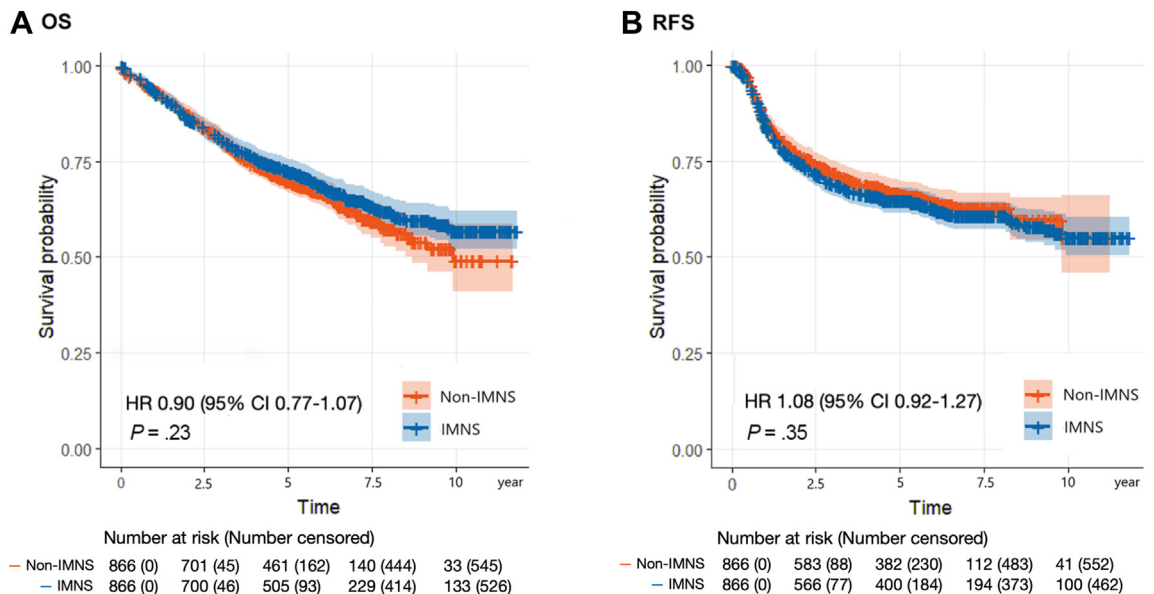 A OS
Survival probability
1.00
0.75
0.50
0.25
0.00
HR 0.90 (95% CI 0.77-1.07)
P = .23
Non-IMNS
IMNS
0 2.5 5 7.5 10 year
Time
Number at risk (Number censored)
Non-IMNS 866 (0) 701 (45) 461 (162) 140 (444) 33 (545)
IMNS 866 (0) 700 (46) 505 (93) 229 (414) 133 (526)
B RFS
Survival probability
1.00
0.75
0.50
0.25
0.00
HR 1.08 (95% CI 0.92-1.27)
P = .35
Non-IMNS
IMNS
0 2.5 5 7.5 10 year
Time
Number at risk (Number censored)
Non-IMNS 866 (0) 583 (88) 382 (230) 112 (483) 41 (552)
IMNS 866 (0) 566 (77) 400 (184) 194 (373) 100 (462)